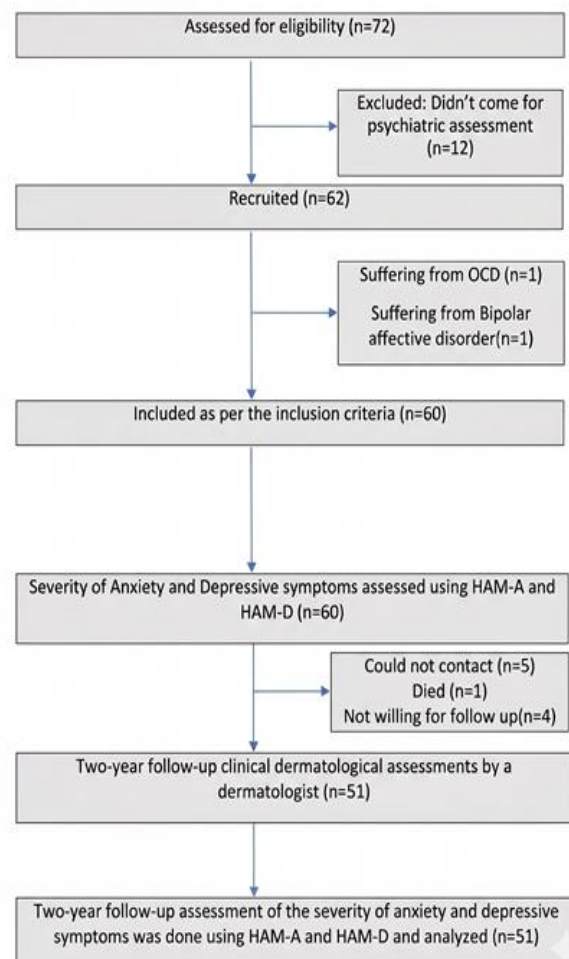 Assessed for eligibility (n=72)
Excluded: Didn't come for
psychiatric assessment
(n=12)
Recruited (n=62)
Suffering from OCD (n=1)
Suffering from Bipolar
affective disorder(n=1)
Included as per the inclusion criteria (n=60)
Severity of Anxiety and Depressive symptoms assessed using HAM-A and
HAM-D (n=60)
Could not contact (n=5)
Died (n=1)
Not willing for follow up(n=4)
Two-year follow-up clinical dermatological assessments by a
dermatologist (n=51)
Two-year follow-up assessment of the severity of anxiety and depressive
symptoms was done using HAM-A and HAM-D and analyzed (n=51)